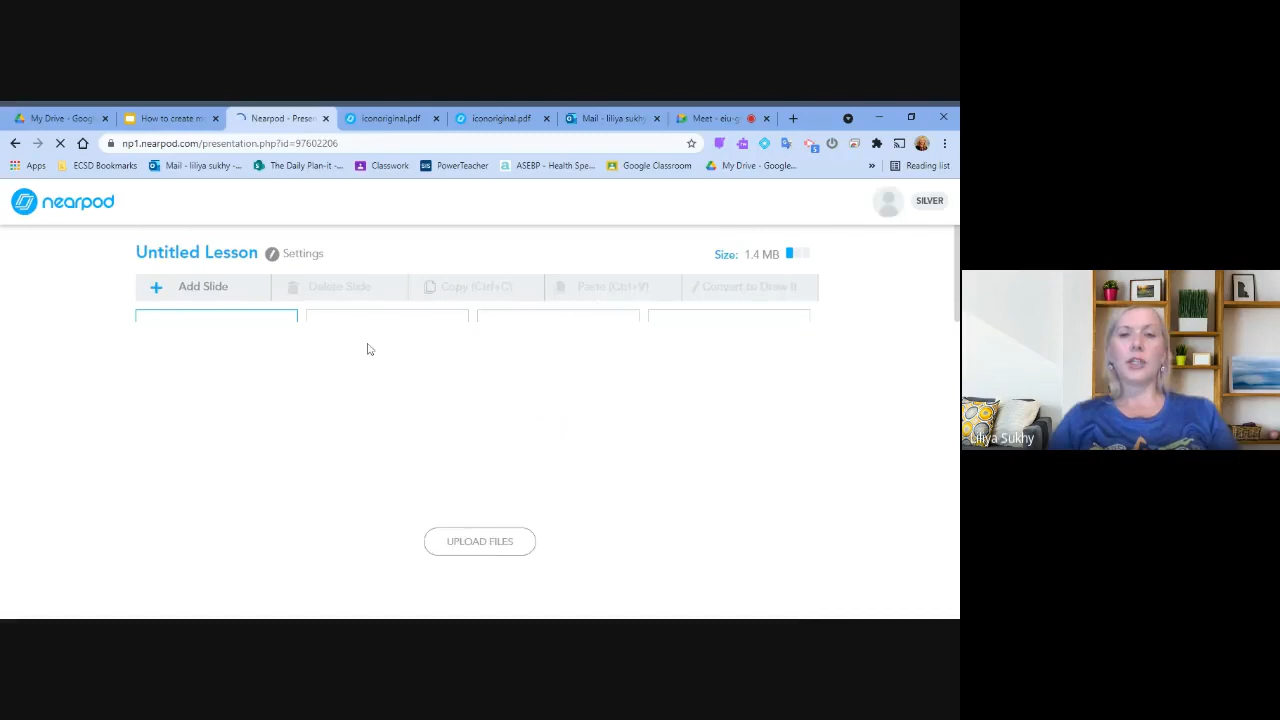 My Drive - Goog
How to create m
Nearpod - Prese
iconoriginal.pdf
iconoriginal.pdf
Mail - liliya sukhy
Meet - eiu-g
np1.nearpod.com/presentation.php?id=97602206
Apps
ECSD Bookmarks
Mail - liliya sukhy -...
The Daily Plan-it -...
Classwork
PowerTeacher
ASEBP - Health Spe...
Google Classroom
My Drive - Google...
»
Reading list
nearpod
SILVER
Untitled Lesson
Settings
Size: 1.4 MB
Add Slide
Delete Slide
Copy (Ctrl+C)
Paste (Ctrl+V)
Convert to Draw It
UPLOAD FILES
Liliya Sukhy